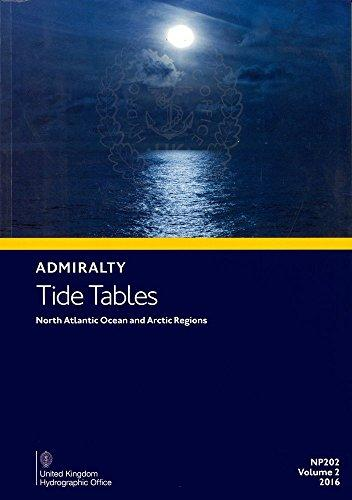 ADMIRALTY
Tide Tables
North Atlantic Ocean and Arctic Regions
United Kingdom
Hydrographic Office
NP202
Volume 2
2016